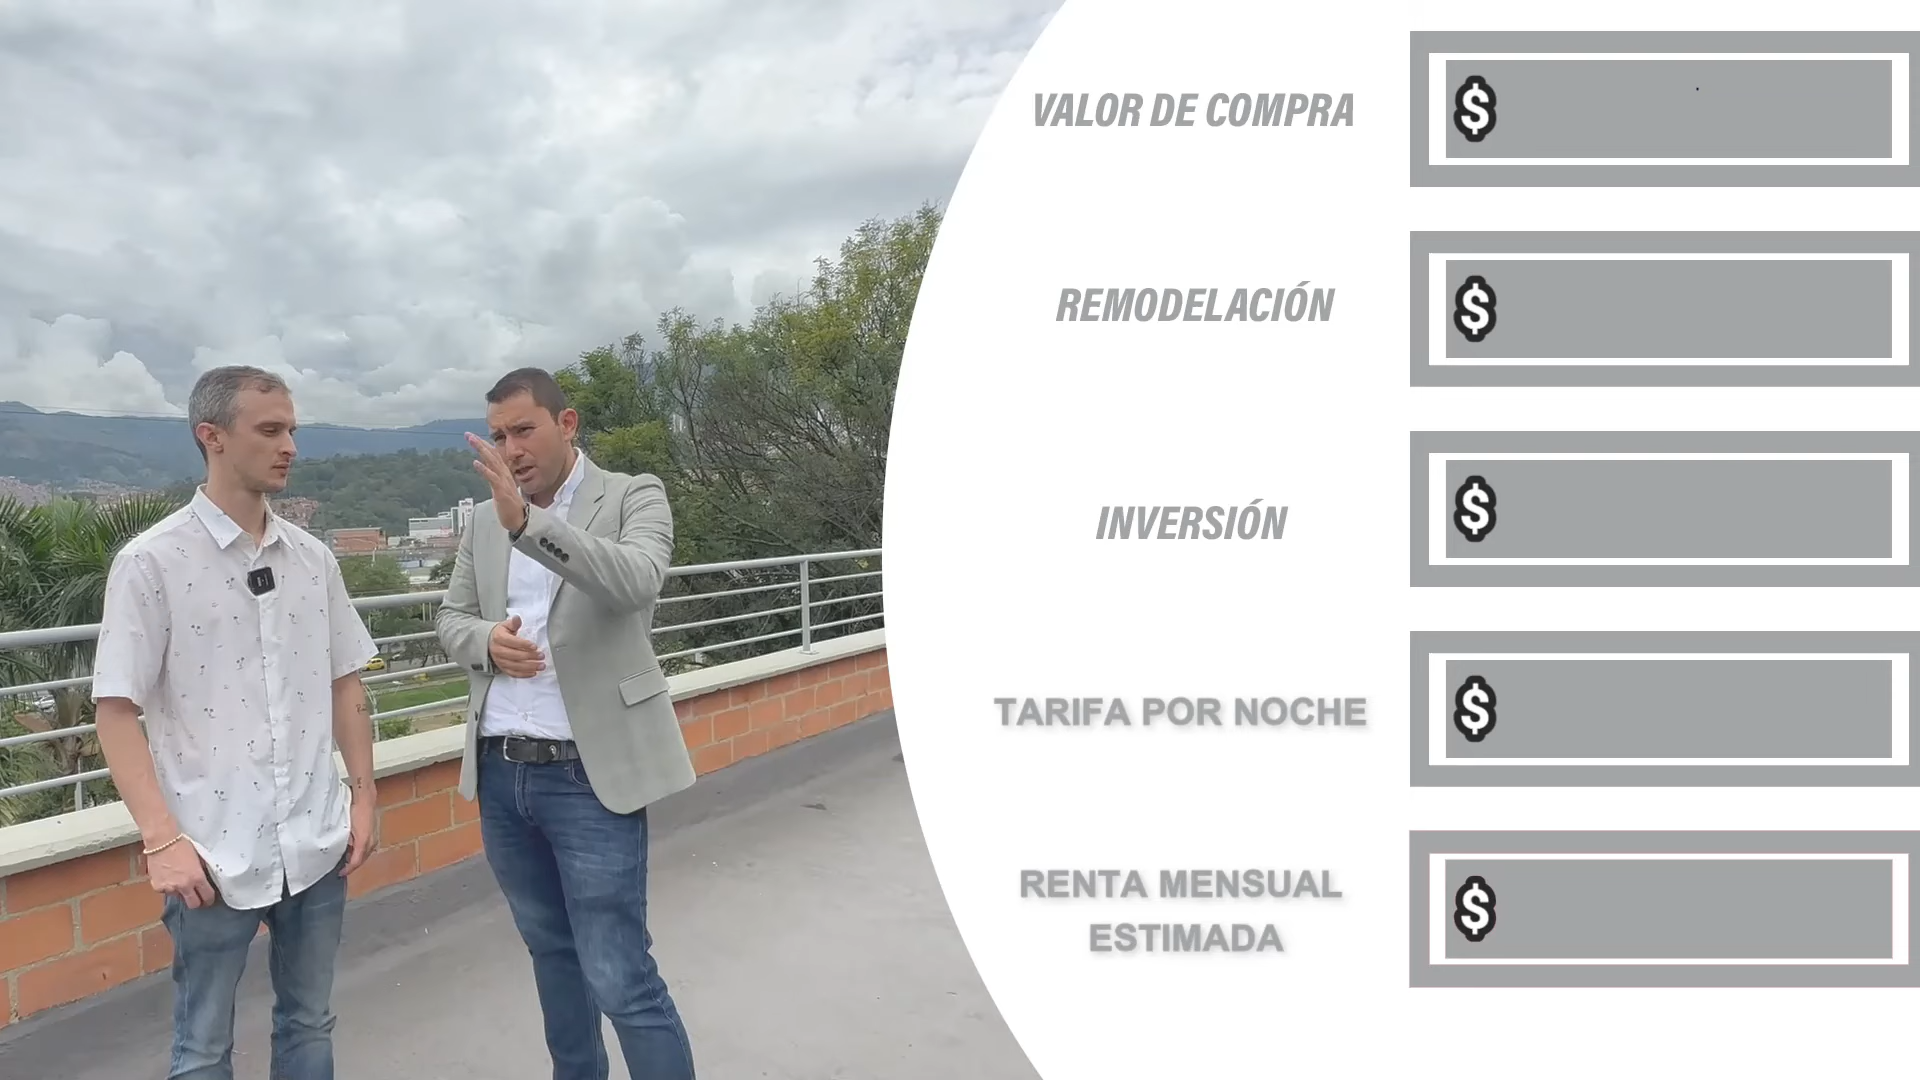 VALOR DE COMPRA
$
REMODELACIÓN
$
INVERSIÓN
$
TARIFA POR NOCHE
$
RENTA MENSUAL
ESTIMADA
$